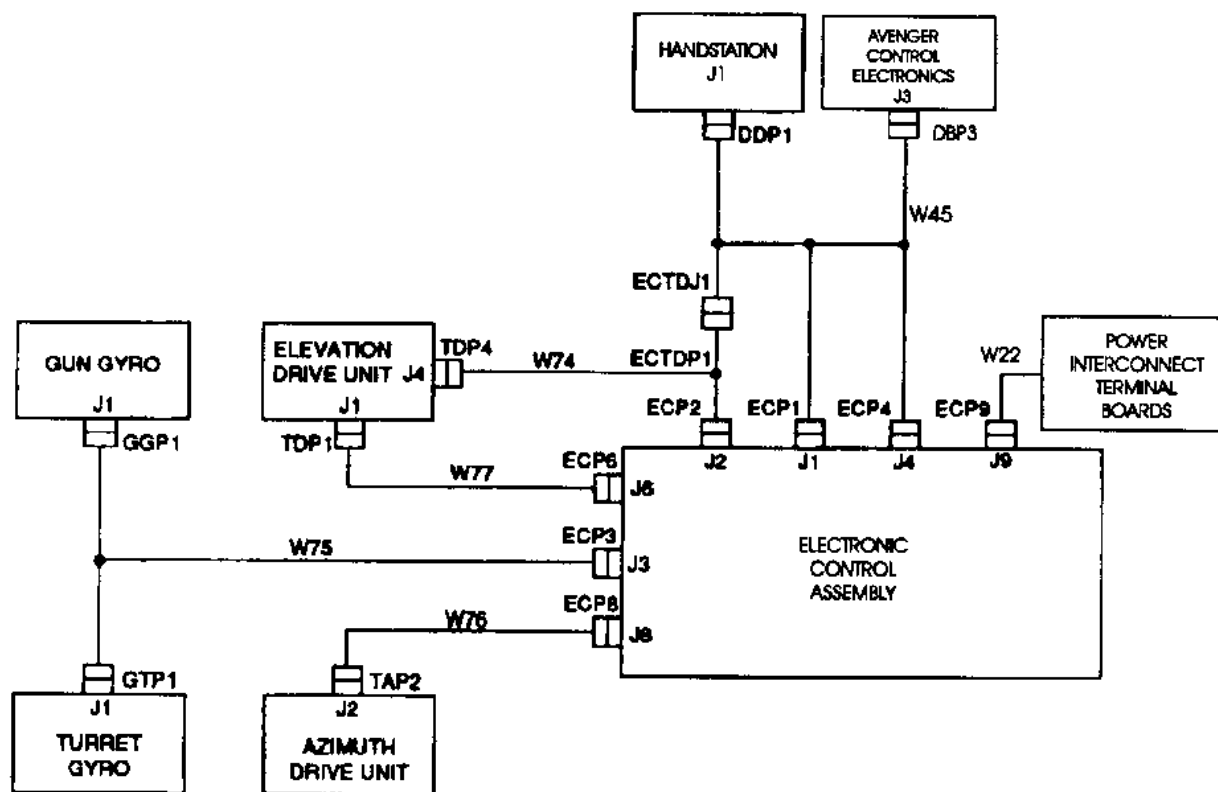 HANDSTATION
J1
AVENGER
CONTROL
ELECTRONICS
J3
DDP1
DBP3
W45
ECTDJ1
GUN GYRO
J1
ELEVATION
DRIVE UNIT
J4
J1
TDP4
W74
ECTDP1
W22
POWER
INTERCONNECT
TERMINAL
BOARDS
GGP1
TDP1
ECP2
ECP1
ECP4
ECP9
J2
J1
J4
J9
W77
ECP6
J6
W75
ECP3
J3
ELECTRONIC
CONTROL
ASSEMBLY
W76
ECP8
J8
GTP1
TAP2
J1
TURRET
GYRO
J2
AZIMUTH
DRIVE UNIT